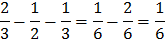 2/3 − 1/2 − 1/3 = 1/6 − 2/6 = 1/6